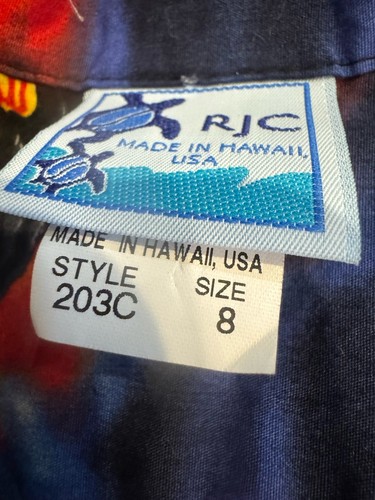 RJC
MADE IN HAWAII,
USA
MADE IN HAWAII, USA
STYLE SIZE
203C 8